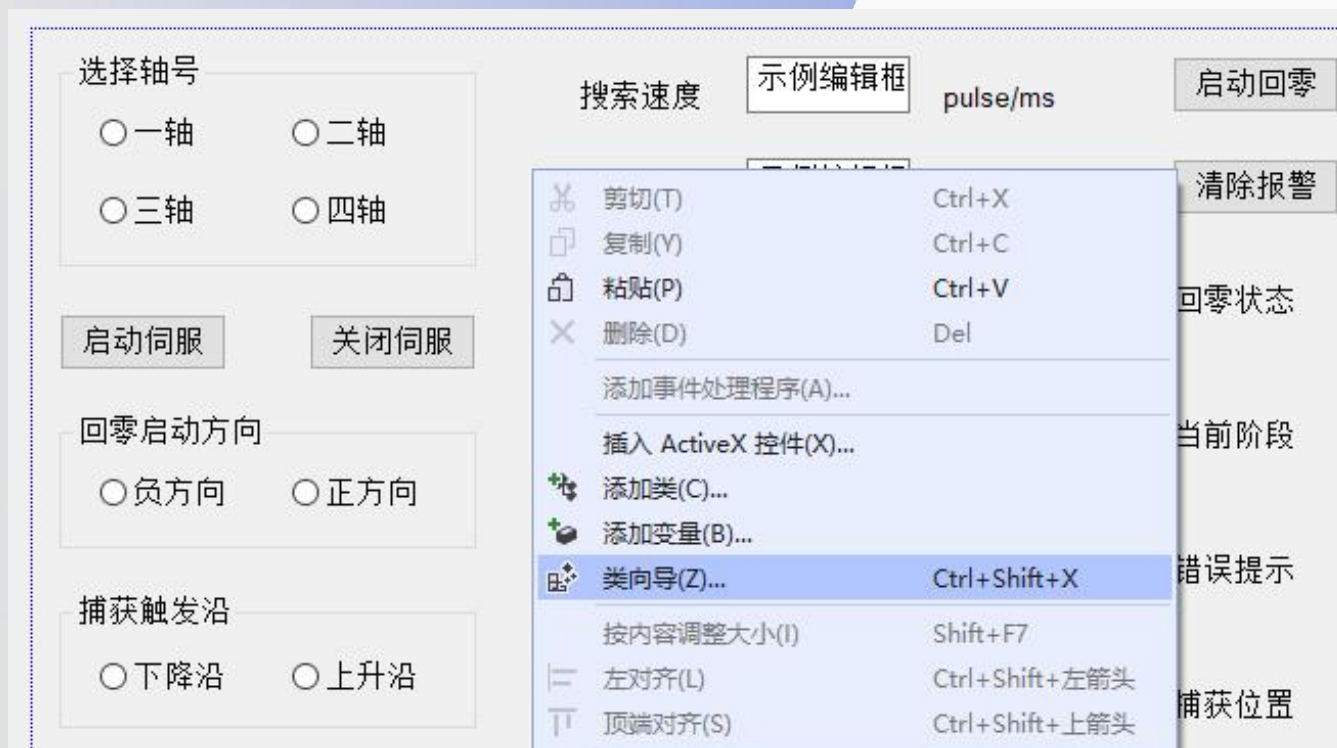 选择轴号
一轴
二轴
三轴
四轴
启动伺服
关闭伺服
回零启动方向
负方向
正方向
捕获触发沿
下降沿
上升沿
搜索速度
示例编辑框
pulse/ms
启动回零
清除报警
回零状态
当前阶段
错误提示
捕获位置
剪切(T) Ctrl+X
复制(Y) Ctrl+C
粘贴(P) Ctrl+V
删除(D) Del
添加事件处理程序(A)...
插入 ActiveX 控件(X)...
添加类(C)...
添加变量(B)...
类向导(Z)... Ctrl+Shift+X
按内容调整大小(I) Shift+F7
左对齐(L) Ctrl+Shift+左箭头
顶端对齐(S) Ctrl+Shift+上箭头